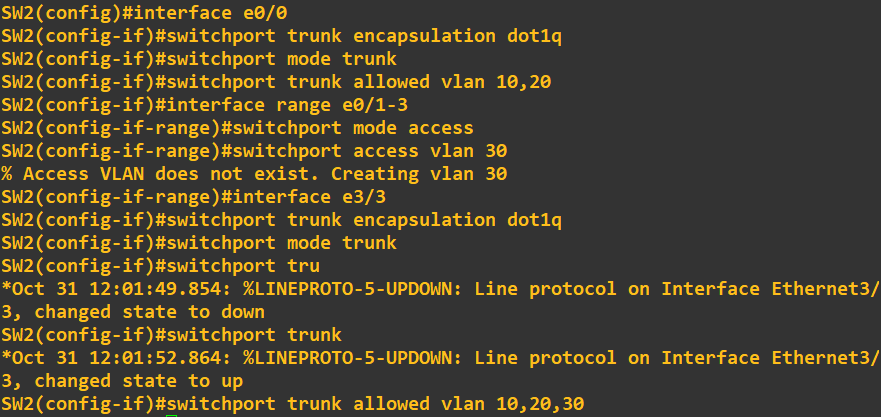 SW2(config)#interface e0/0
SW2(config-if)#switchport trunk encapsulation dot1q
SW2(config-if)#switchport mode trunk
SW2(config-if)#switchport trunk allowed vlan 10,20
SW2(config-if)#interface range e0/1-3
SW2(config-if-range)#switchport mode access
SW2(config-if-range)#switchport access vlan 30
% Access VLAN does not exist. Creating vlan 30
SW2(config-if-range)#interface e3/3
SW2(config-if)#switchport trunk encapsulation dot1q
SW2(config-if)#switchport mode trunk
SW2(config-if)#switchport tru
*Oct 31 12:01:49.854: %LINEPROTO-5-UPDOWN: Line protocol on Interface Ethernet3/
3, changed state to down
SW2(config-if)#switchport trunk
*Oct 31 12:01:52.864: %LINEPROTO-5-UPDOWN: Line protocol on Interface Ethernet3/
3, changed state to up
SW2(config-if)#switchport trunk allowed vlan 10,20,30